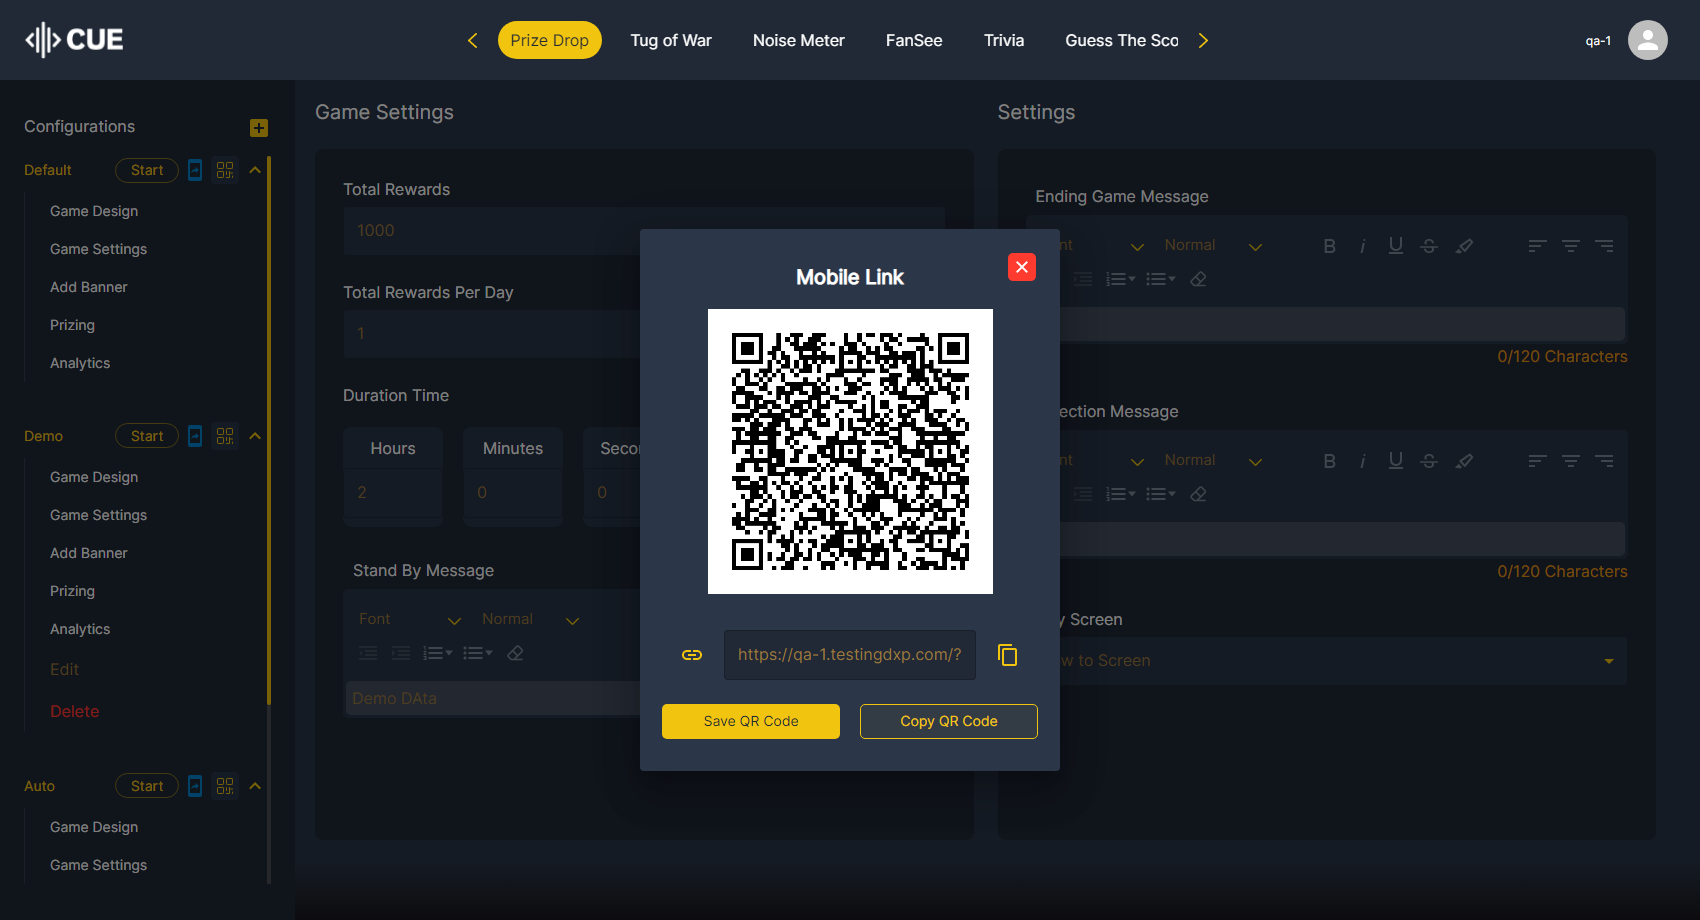 CUE
Prize Drop
Tug of War
Noise Meter
FanSee
Trivia
Guess The Sco
qa-1
Configurations
Default
Start
Game Design
Game Settings
Add Banner
Prizing
Analytics
Demo
Start
Game Design
Game Settings
Add Banner
Prizing
Analytics
Edit
Delete
Auto
Start
Game Design
Game Settings
Game Settings
Total Rewards
1000
Total Rewards Per Day
1
Duration Time
Hours
Minutes
Secon
2
0
0
Stand By Message
Font
Normal
Demo DAta
Mobile Link
https://qa-1.testingdxp.com/?
Save QR Code
Copy QR Code
Settings
Ending Game Message
nt
Normal
B i U S
0/120 Characters
ection Message
nt
Normal
B i U S
0/120 Characters
y Screen
w to Screen